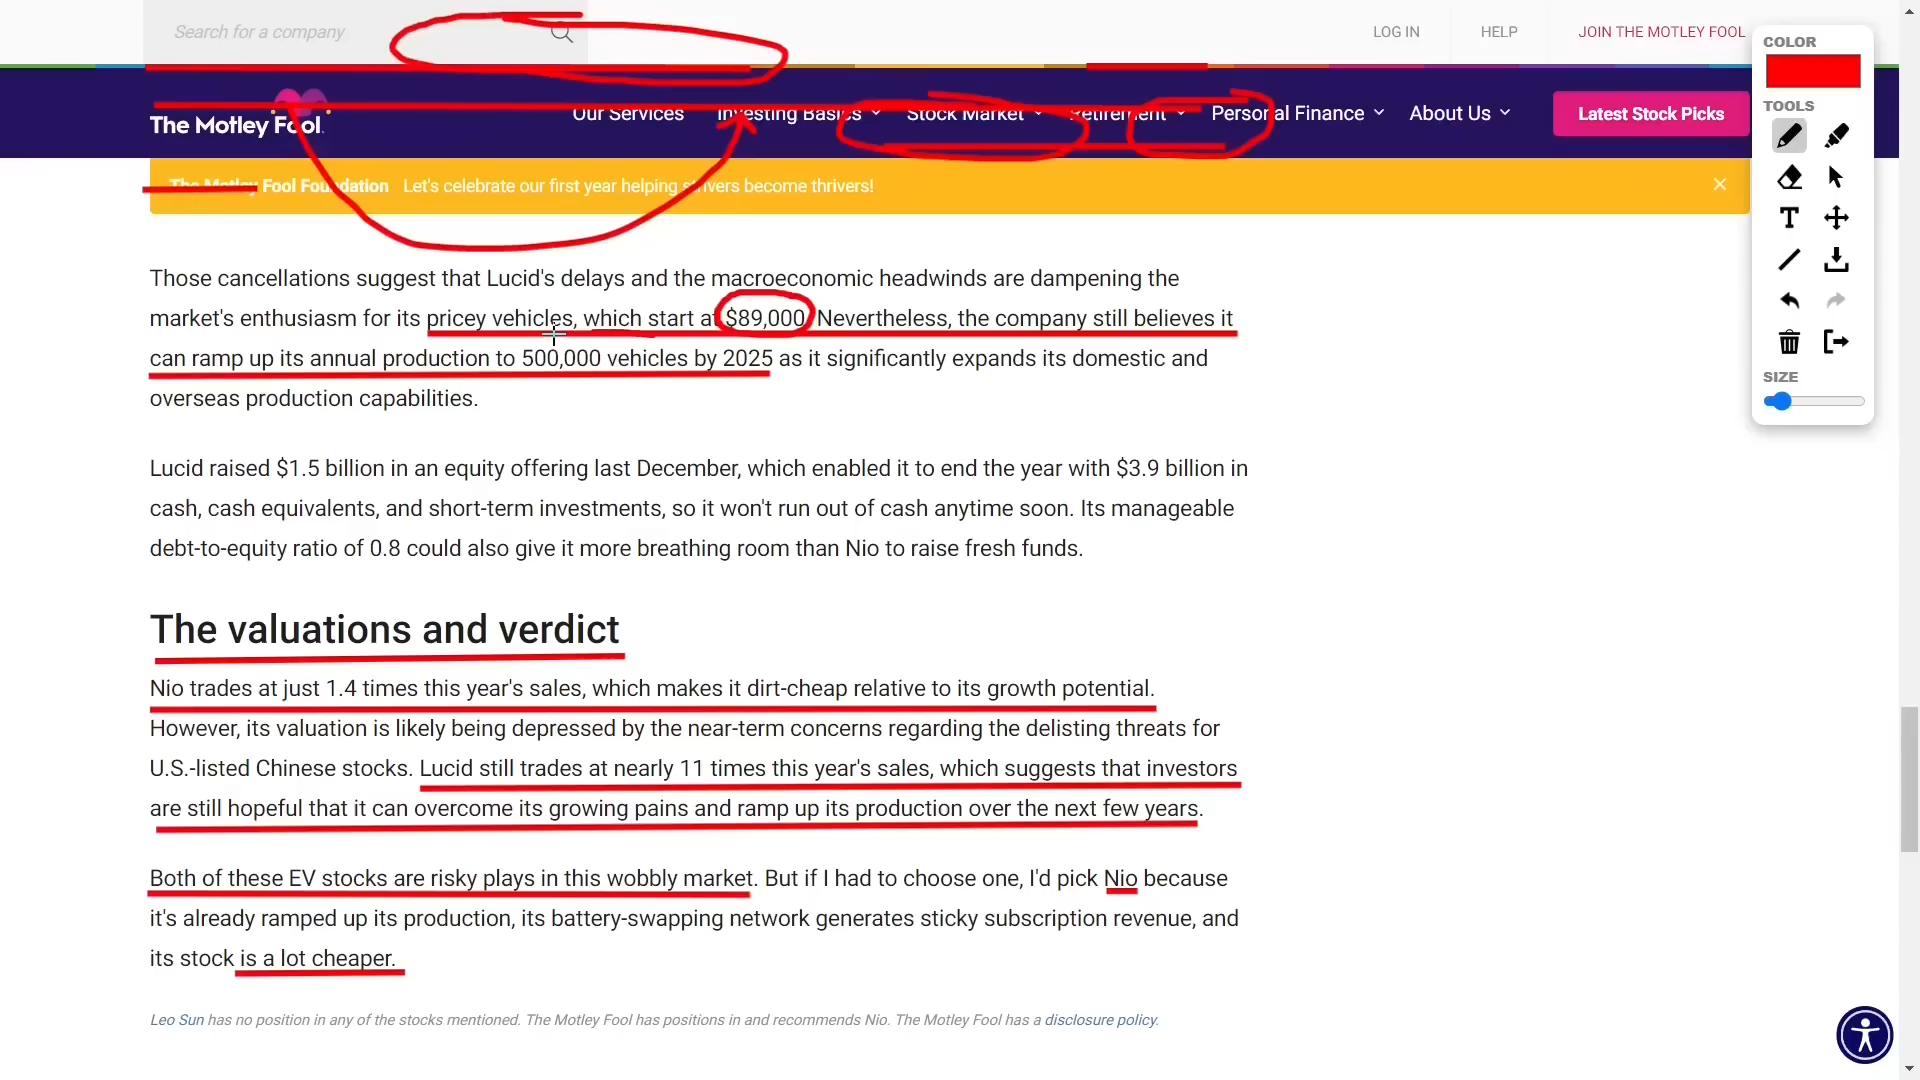 Search for a company
LOG IN
HELP
JOIN THE MOTLEY FOOL
The Motley Fool.
Our Services
Investing Basics
Stock Market
Retirement
Personal Finance
About Us
Latest Stock Picks
The Motley Fool Foundation Let's celebrate our first year helping strivers become thrivers!
COLOR
TOOLS
T
SIZE
Those cancellations suggest that Lucid's delays and the macroeconomic headwinds are dampening the
market's enthusiasm for its pricey vehicles, which start at $89,000. Nevertheless, the company still believes it
can ramp up its annual production to 500,000 vehicles by 2025 as it significantly expands its domestic and
overseas production capabilities.
Lucid raised $1.5 billion in an equity offering last December, which enabled it to end the year with $3.9 billion in
cash, cash equivalents, and short-term investments, so it won't run out of cash anytime soon. Its manageable
debt-to-equity ratio of 0.8 could also give it more breathing room than Nio to raise fresh funds.
The valuations and verdict
Nio trades at just 1.4 times this year's sales, which makes it dirt-cheap relative to its growth potential.
However, its valuation is likely being depressed by the near-term concerns regarding the delisting threats for
U.S.-listed Chinese stocks. Lucid still trades at nearly 11 times this year's sales, which suggests that investors
are still hopeful that it can overcome its growing pains and ramp up its production over the next few years.
Both of these EV stocks are risky plays in this wobbly market. But if I had to choose one, I'd pick Nio because
it's already ramped up its production, its battery-swapping network generates sticky subscription revenue, and
its stock is a lot cheaper.
Leo Sun has no position in any of the stocks mentioned. The Motley Fool has positions in and recommends Nio. The Motley Fool has a disclosure policy.